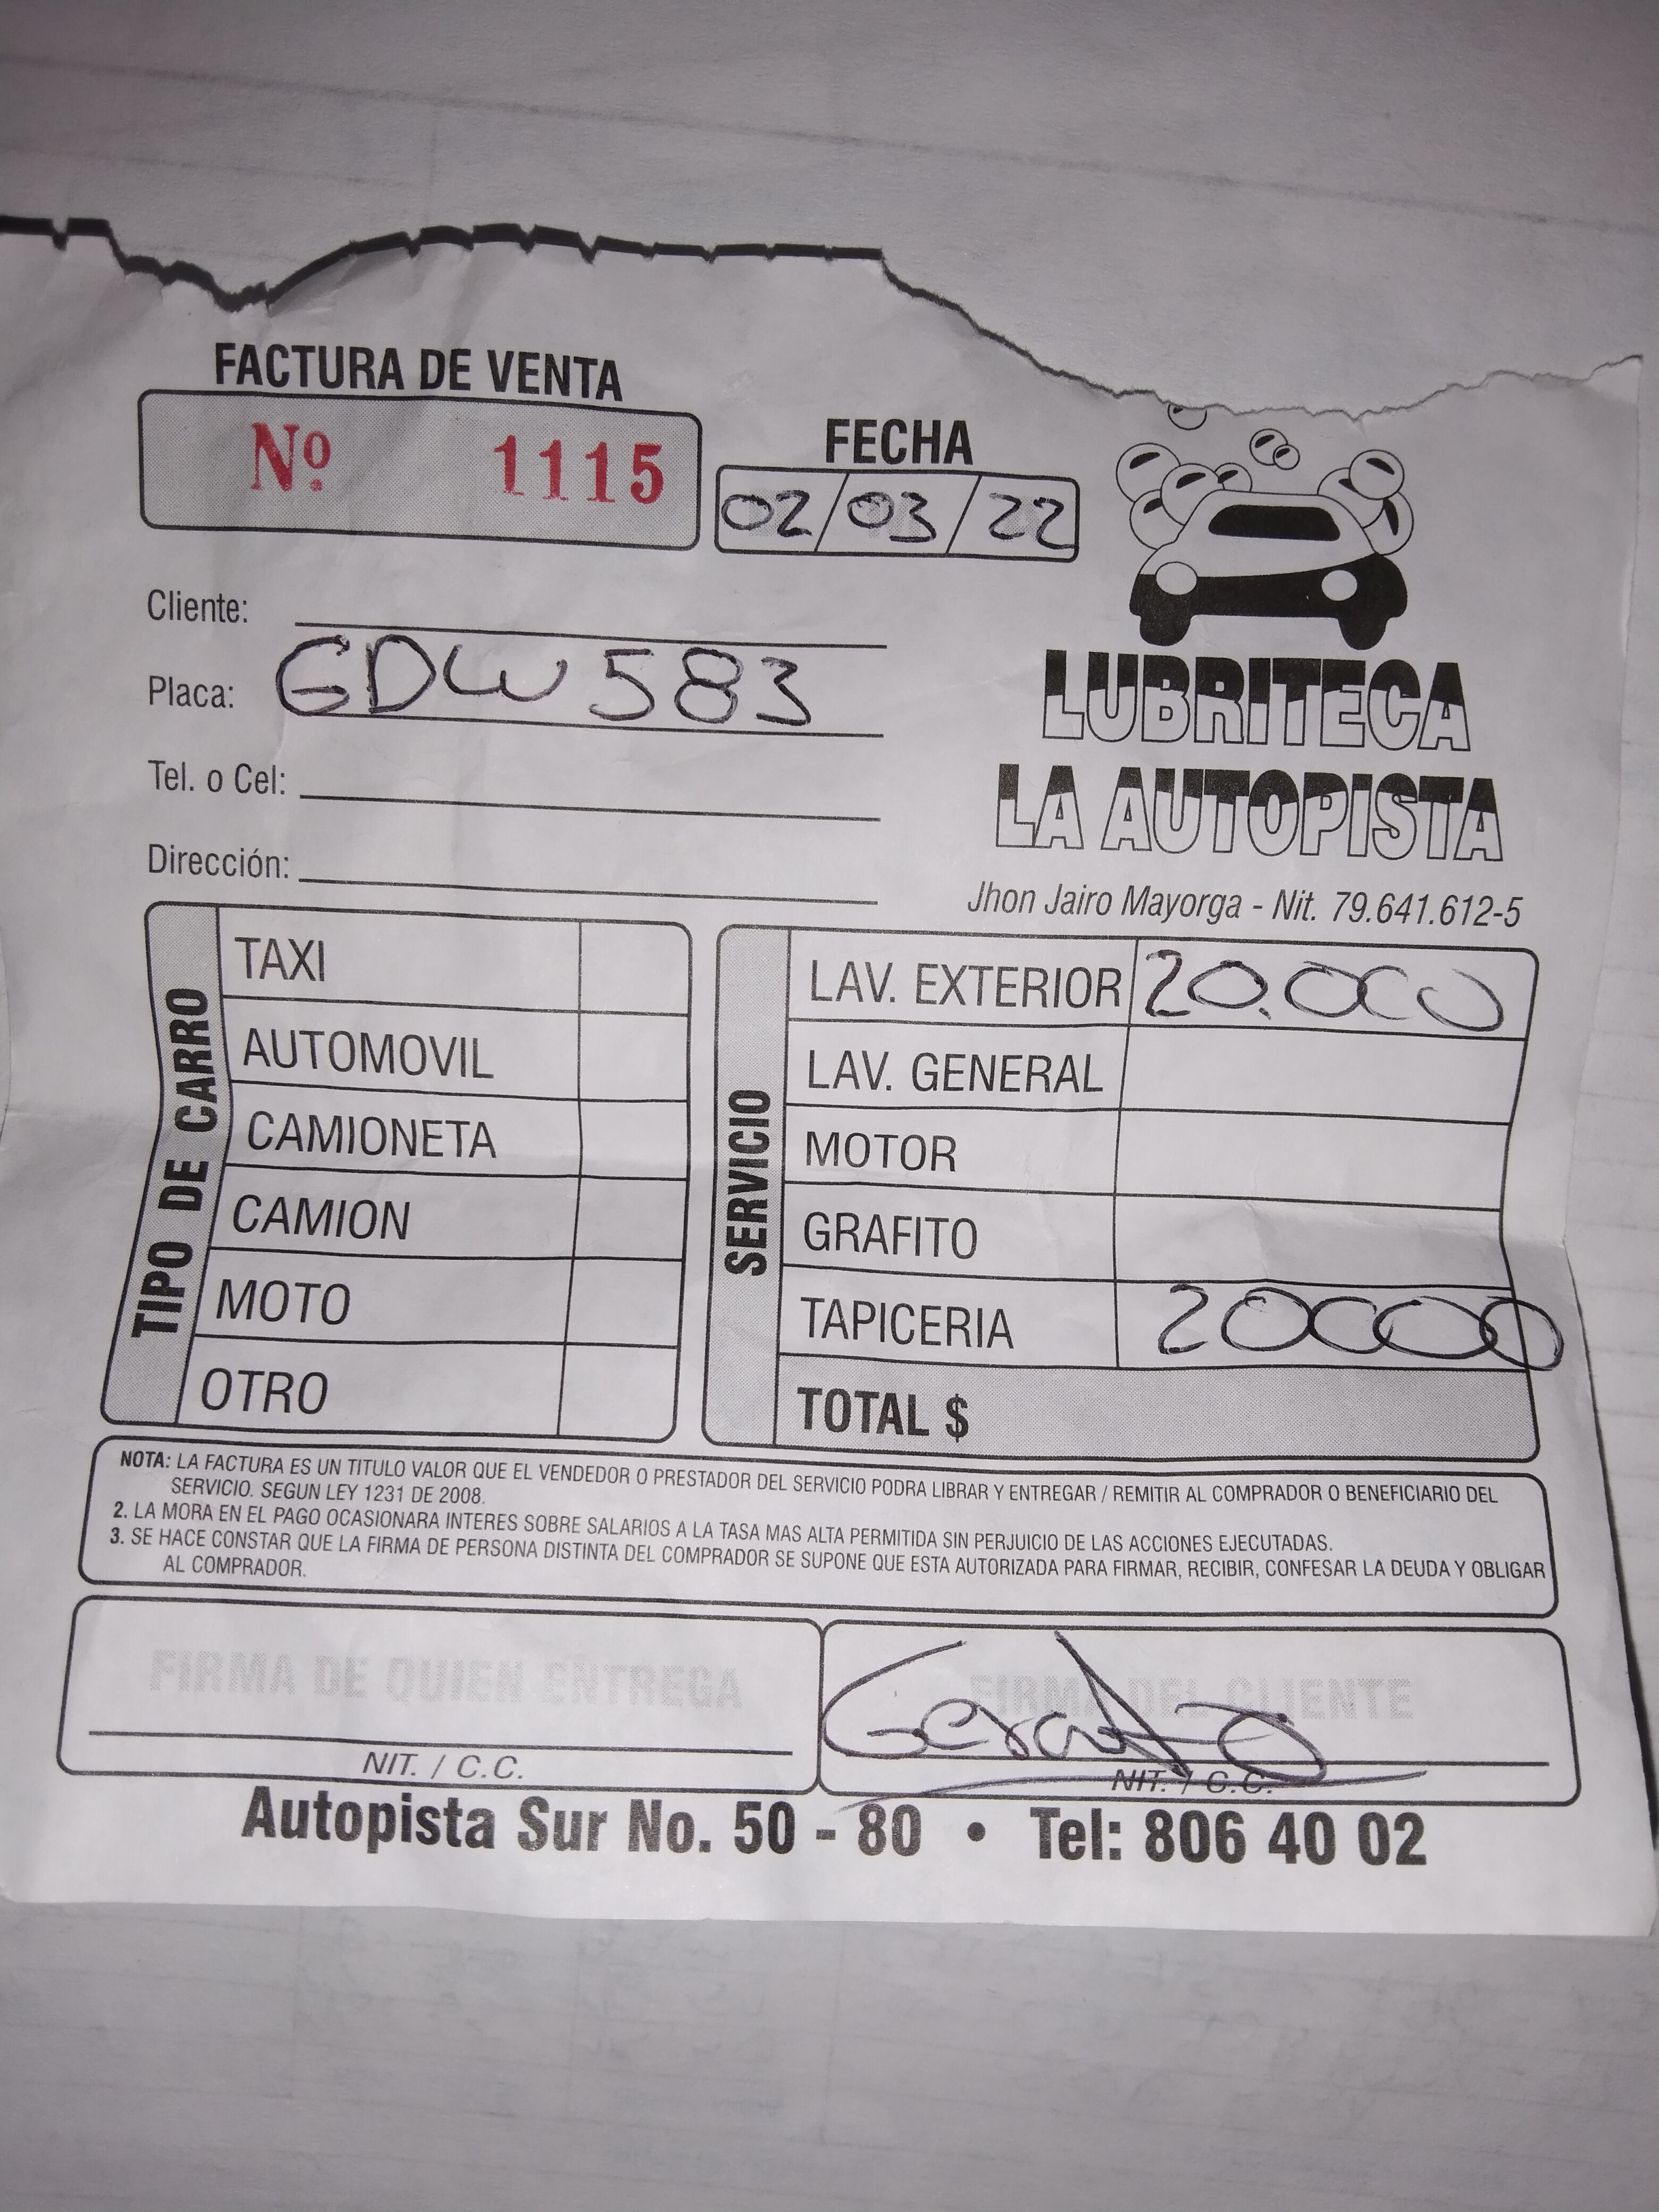 FACTURA DE VENTA
Nº 1115
FECHA
02/03/22
Cliente:
Placa: GDW 583
Tel. o Cel:
Dirección:
LUBRITECA
LA AUTOPISTA
Jhon Jairo Mayorga - Nit. 79.641.612-5
TIPO DE CARRO
TAXI
AUTOMOVIL
CAMIONETA
CAMION
MOTO
OTRO
SERVICIO
LAV. EXTERIOR 20.000
LAV. GENERAL
MOTOR
GRAFITO
TAPICERIA 20000
TOTAL $
NOTA: LA FACTURA ES UN TITULO VALOR QUE EL VENDEDOR O PRESTADOR DEL SERVICIO PODRA LIBRAR Y ENTREGAR / REMITIR AL COMPRADOR O BENEFICIARIO DEL
SERVICIO. SEGUN LEY 1231 DE 2008.
2. LA MORA EN EL PAGO OCASIONARA INTERES SOBRE SALARIOS A LA TASA MAS ALTA PERMITIDA SIN PERJUICIO DE LAS ACCIONES EJECUTADAS.
3. SE HACE CONSTAR QUE LA FIRMA DE PERSONA DISTINTA DEL COMPRADOR SE SUPONE QUE ESTA AUTORIZADA PARA FIRMAR, RECIBIR, CONFESAR LA DEUDA Y OBLIGAR
AL COMPRADOR.
FIRMA DE QUIEN ENTREGA
NIT. / C.C.
FIRMA DEL CLIENTE
NIT. / C.C.
Autopista Sur No. 50 - 80 • Tel: 806 40 02